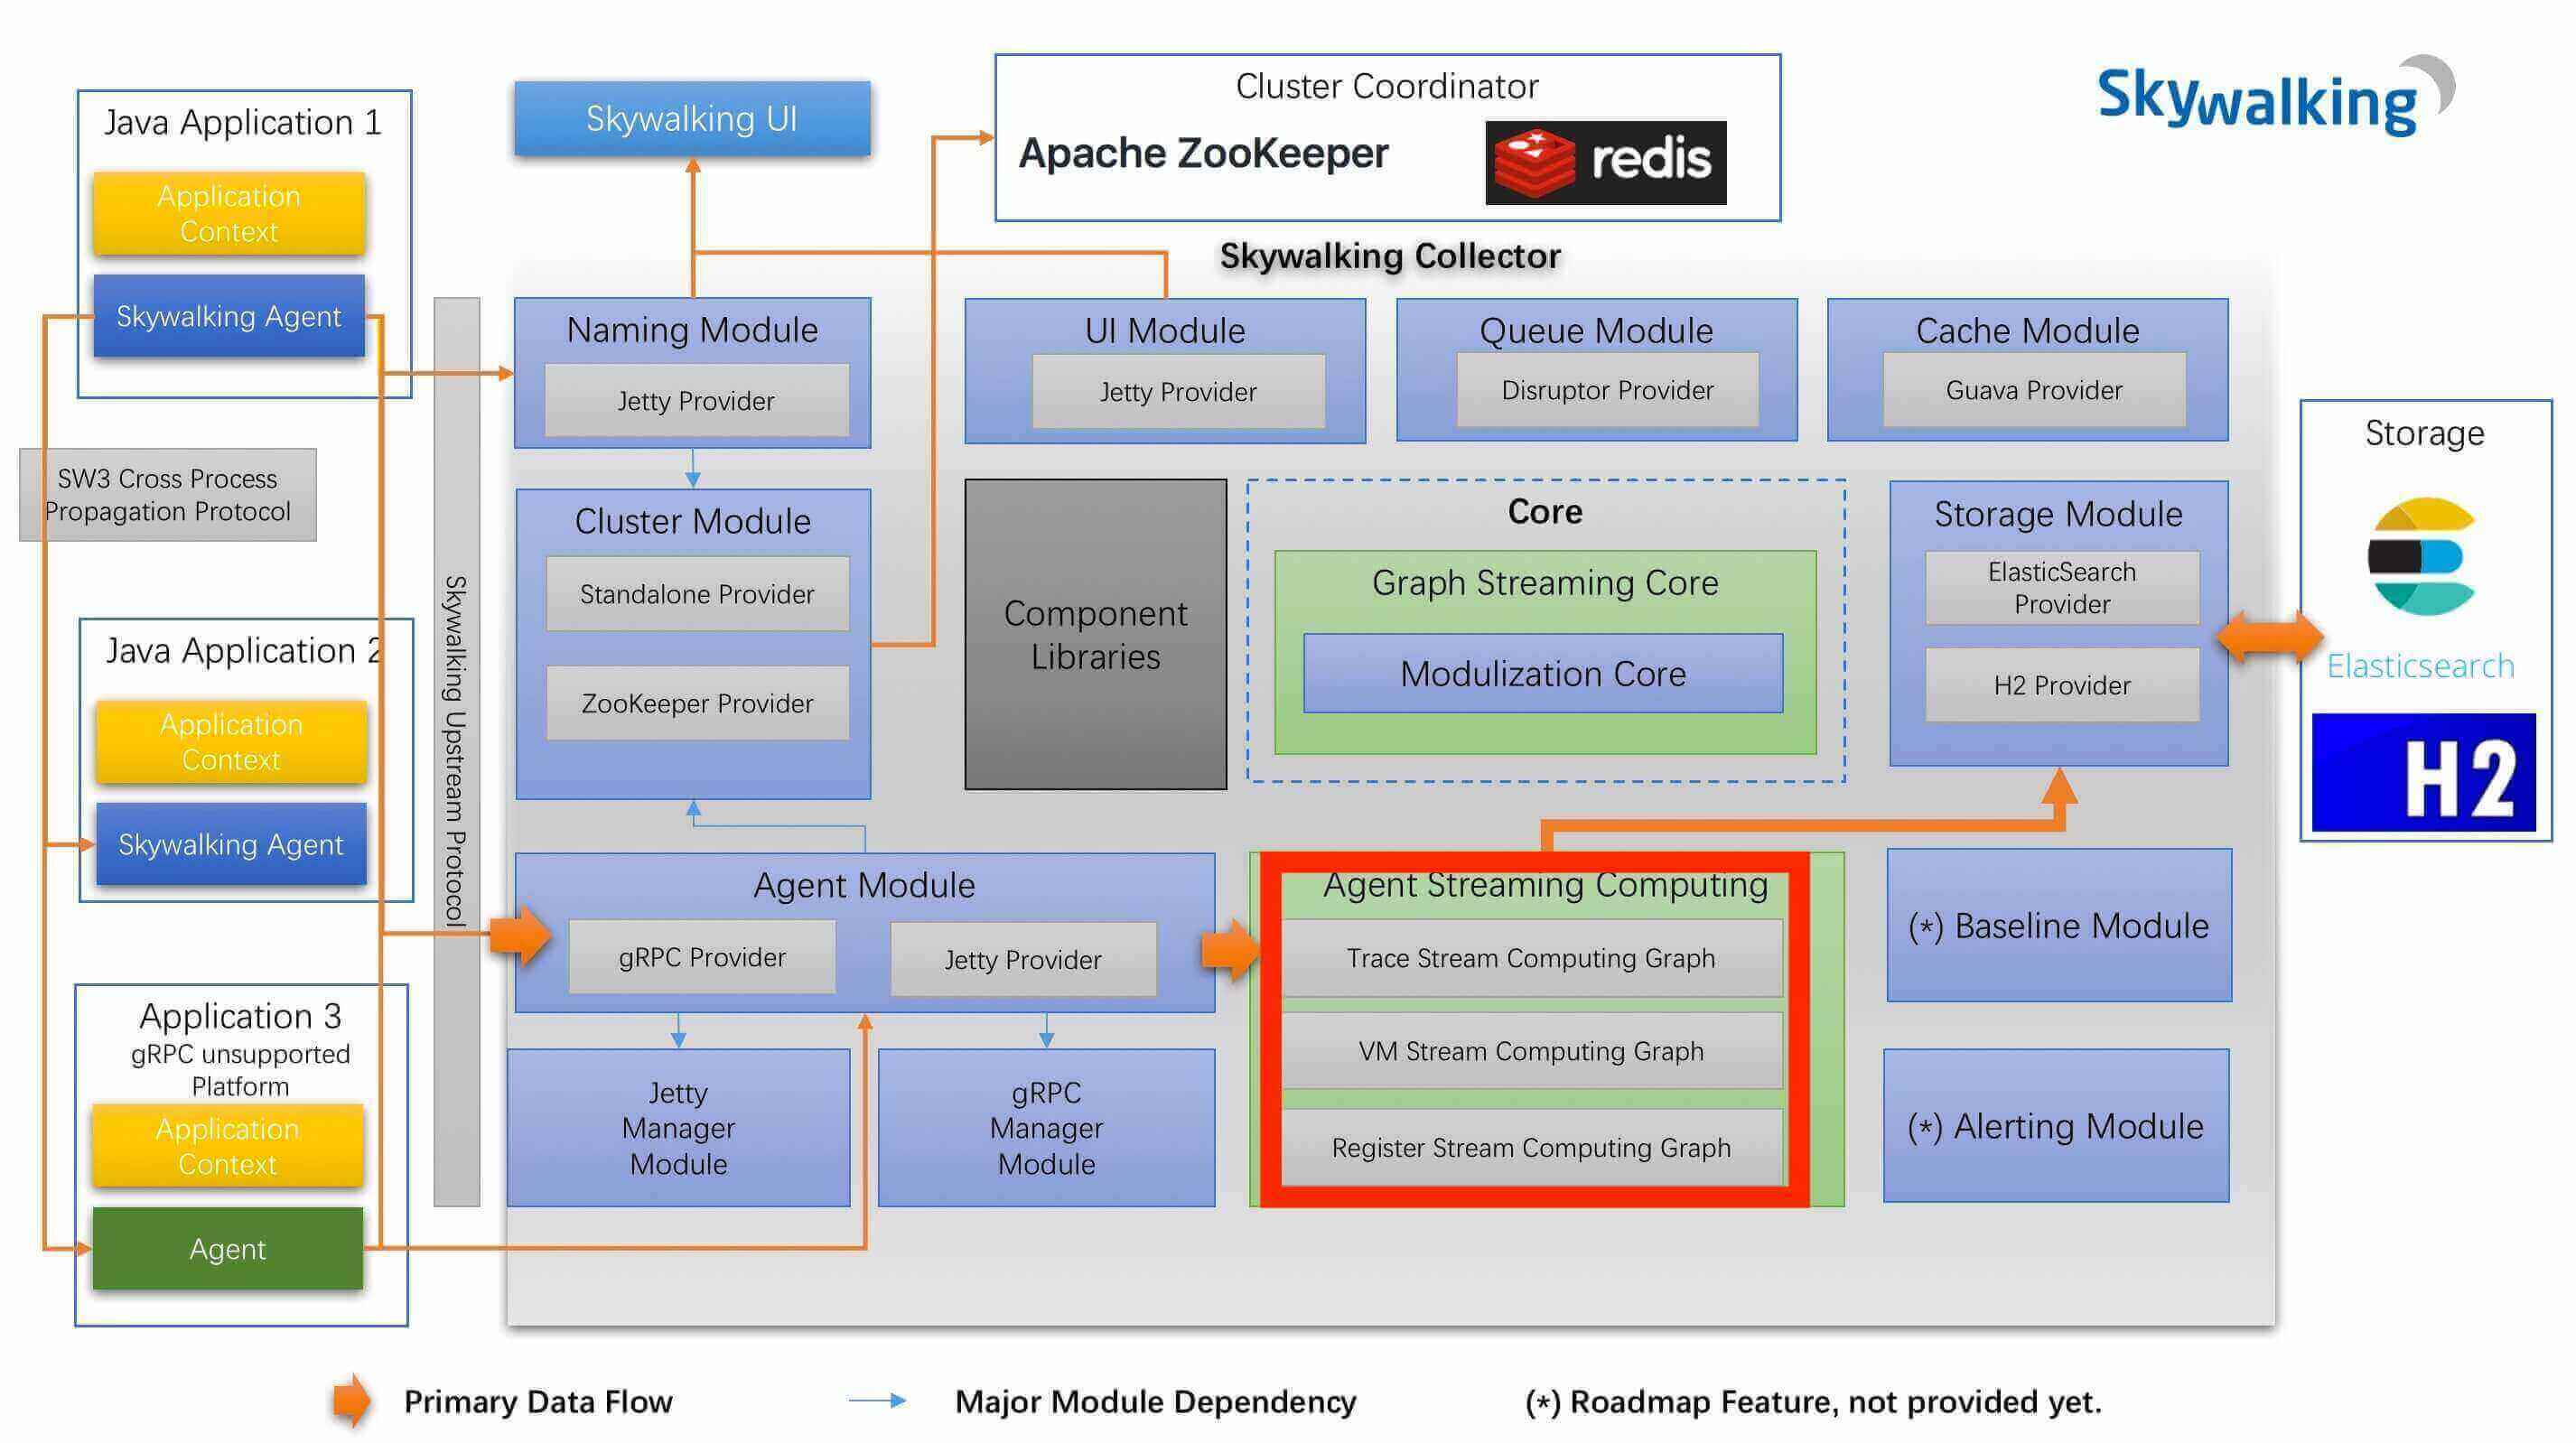 Skywalking
Cluster Coordinator
Apache ZooKeeper
redis
Skywalking UI
Java Application 1
Application
Context
Skywalking Agent
SW3 Cross Process
Propagation Protocol
Java Application 2
Application
Context
Skywalking Agent
Application 3
gRPC unsupported
Platform
Application
Context
Agent
Skywalking Upstream Protocol
Skywalking Collector
Naming Module
Jetty Provider
UI Module
Jetty Provider
Queue Module
Disruptor Provider
Cache Module
Guava Provider
Cluster Module
Standalone Provider
ZooKeeper Provider
Component
Libraries
Core
Graph Streaming Core
Modulization Core
Storage Module
ElasticSearch
Provider
H2 Provider
Storage
Elasticsearch
H2
Agent Module
gRPC Provider
Jetty Provider
Jetty
Manager
Module
gRPC
Manager
Module
Agent Streaming Computing
Trace Stream Computing Graph
VM Stream Computing Graph
Register Stream Computing Graph
(*) Baseline Module
(*) Alerting Module
Primary Data Flow
Major Module Dependency
(*) Roadmap Feature, not provided yet.